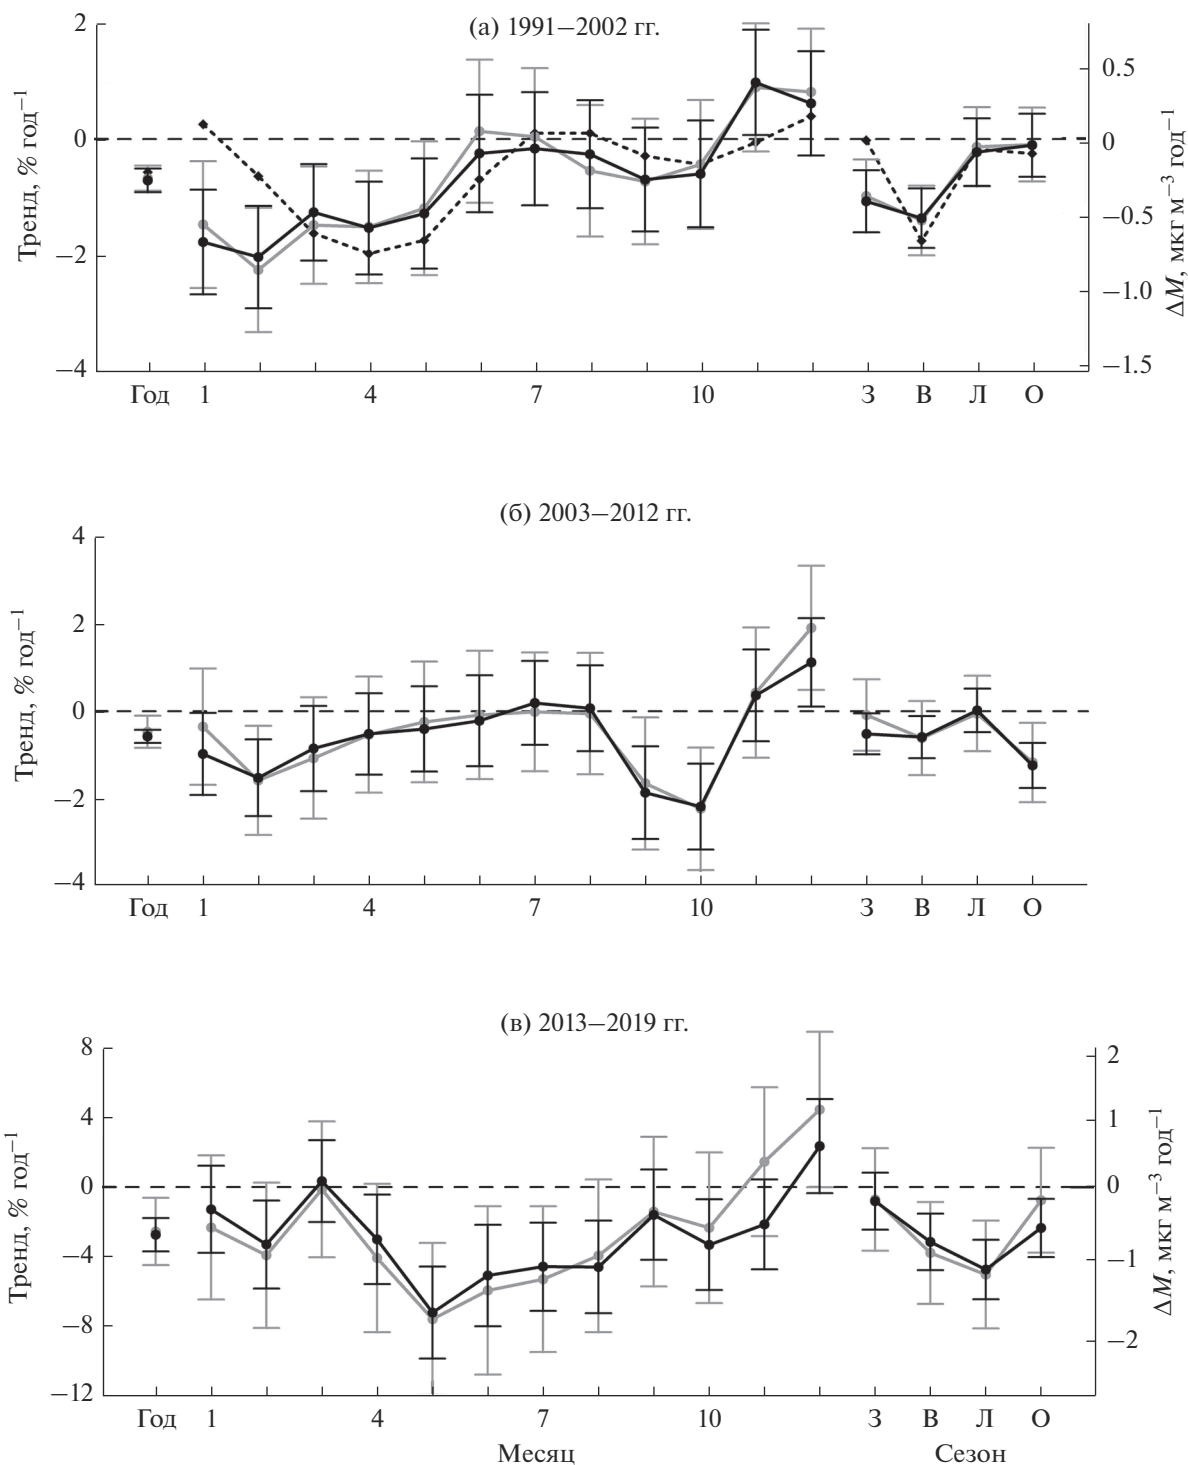 (а) 1991–2002 гг.
Тренд, % год⁻¹
2
0
−2
−4
0.5
0
−0.5
−1.0
−1.5
ΔM, мкг м⁻³ год⁻¹
Год 1 4 7 10 З В Л О
(б) 2003–2012 гг.
Тренд, % год⁻¹
4
2
0
−2
−4
Год 1 4 7 10 З В Л О
(в) 2013–2019 гг.
Тренд, % год⁻¹
8
4
0
−4
−8
−12
2
1
0
−1
−2
ΔM, мкг м⁻³ год⁻¹
Год 1 4 7 10 З В Л О
Месяц Сезон